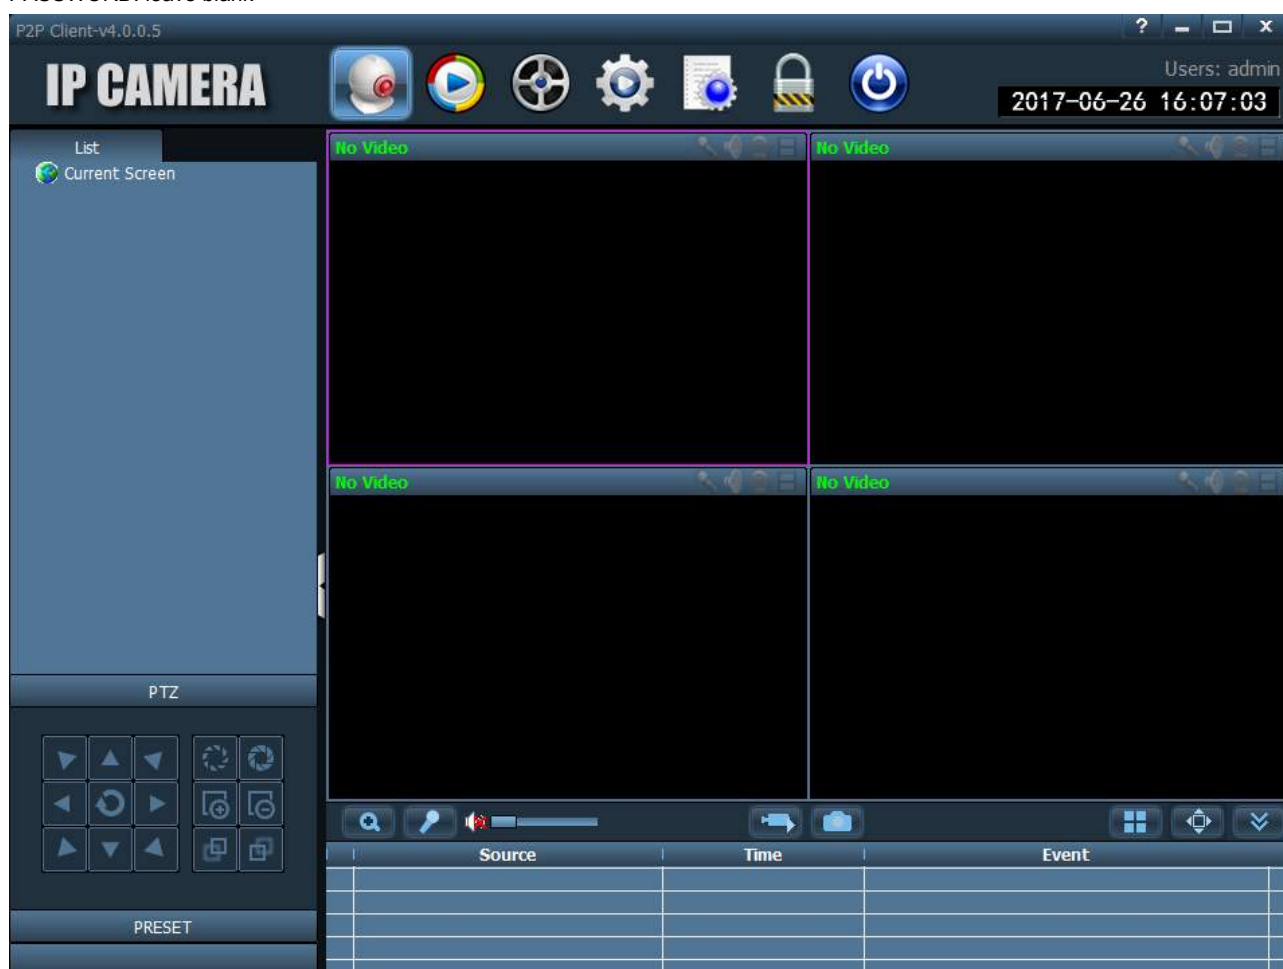 P2P Client-v4.0.0.5
IP CAMERA
Users: admin
2017-06-26 16:07:03
List
Current Screen
No Video
No Video
No Video
No Video
PTZ
Source Time Event
PRESET